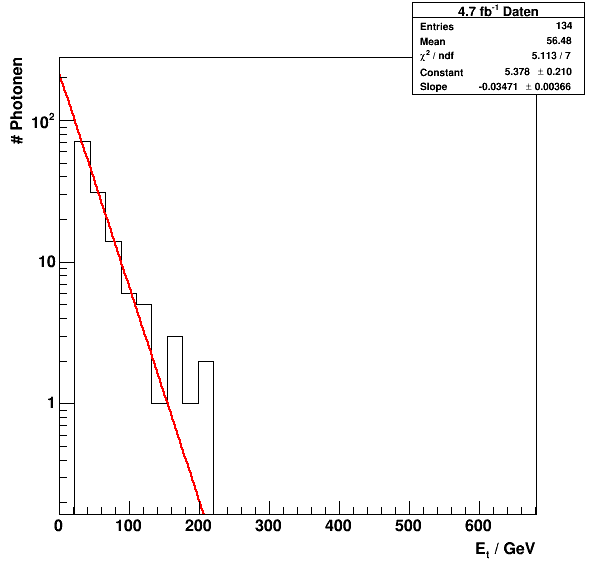 4.7 fb⁻¹ Daten
Entries 134
Mean 56.48
χ² / ndf 5.113 / 7
Constant 5.378 ± 0.210
Slope -0.03471 ± 0.00366
# Photonen
10²
10
1
0 100 200 300 400 500 600
Eₜ / GeV